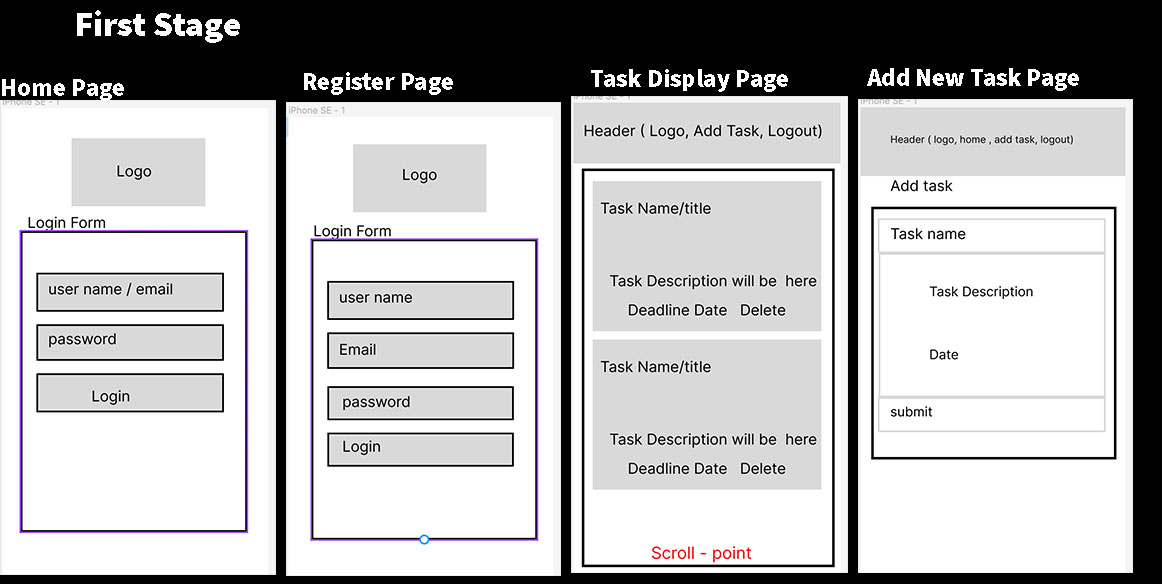 First Stage
Home Page
iPhone SE - 1
Logo
Login Form
user name / email
password
Login
Register Page
iPhone SE - 1
Logo
Login Form
user name
Email
password
Login
Task Display Page
iPhone SE - 1
Header ( Logo, Add Task, Logout)
Task Name/title
Task Description will be here
Deadline Date Delete
Task Name/title
Task Description will be here
Deadline Date Delete
Scroll - point
Add New Task Page
iPhone SE - 1
Header ( logo, home , add task, logout)
Add task
Task name
Task Description
Date
submit